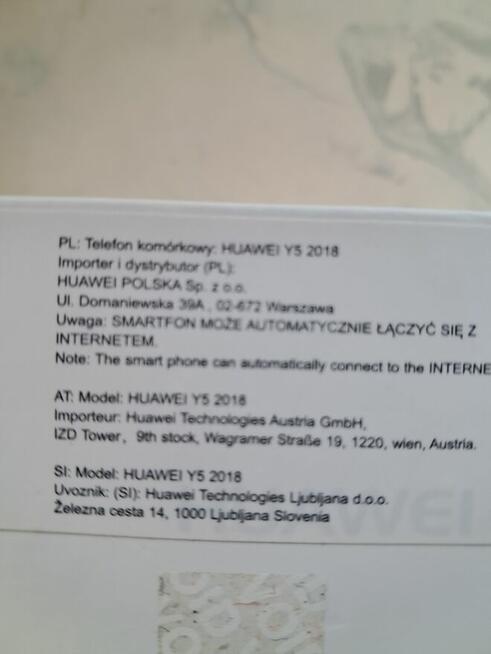 PL: Telefon komórkowy: HUAWEI Y5 2018
Importer i dystrybutor (PL):
HUAWEI POLSKA Sp. z o.o.
Ul. Domaniewska 39A , 02-672 Warszawa
Uwaga: SMARTFON MOŻE AUTOMATYCZNIE ŁĄCZYĆ SIĘ Z
INTERNETEM.
Note: The smart phone can automatically connect to the INTERNE
AT: Model: HUAWEI Y5 2018
Importeur: Huawei Technologies Austria GmbH,
IZD Tower, 9th stock, Wagramer Straße 19, 1220, wien, Austria.
SI: Model: HUAWEI Y5 2018
Uvoznik: (SI): Huawei Technologies Ljubljana d.o.o.
Železna cesta 14, 1000 Ljubljana Slovenia
HUAWEI